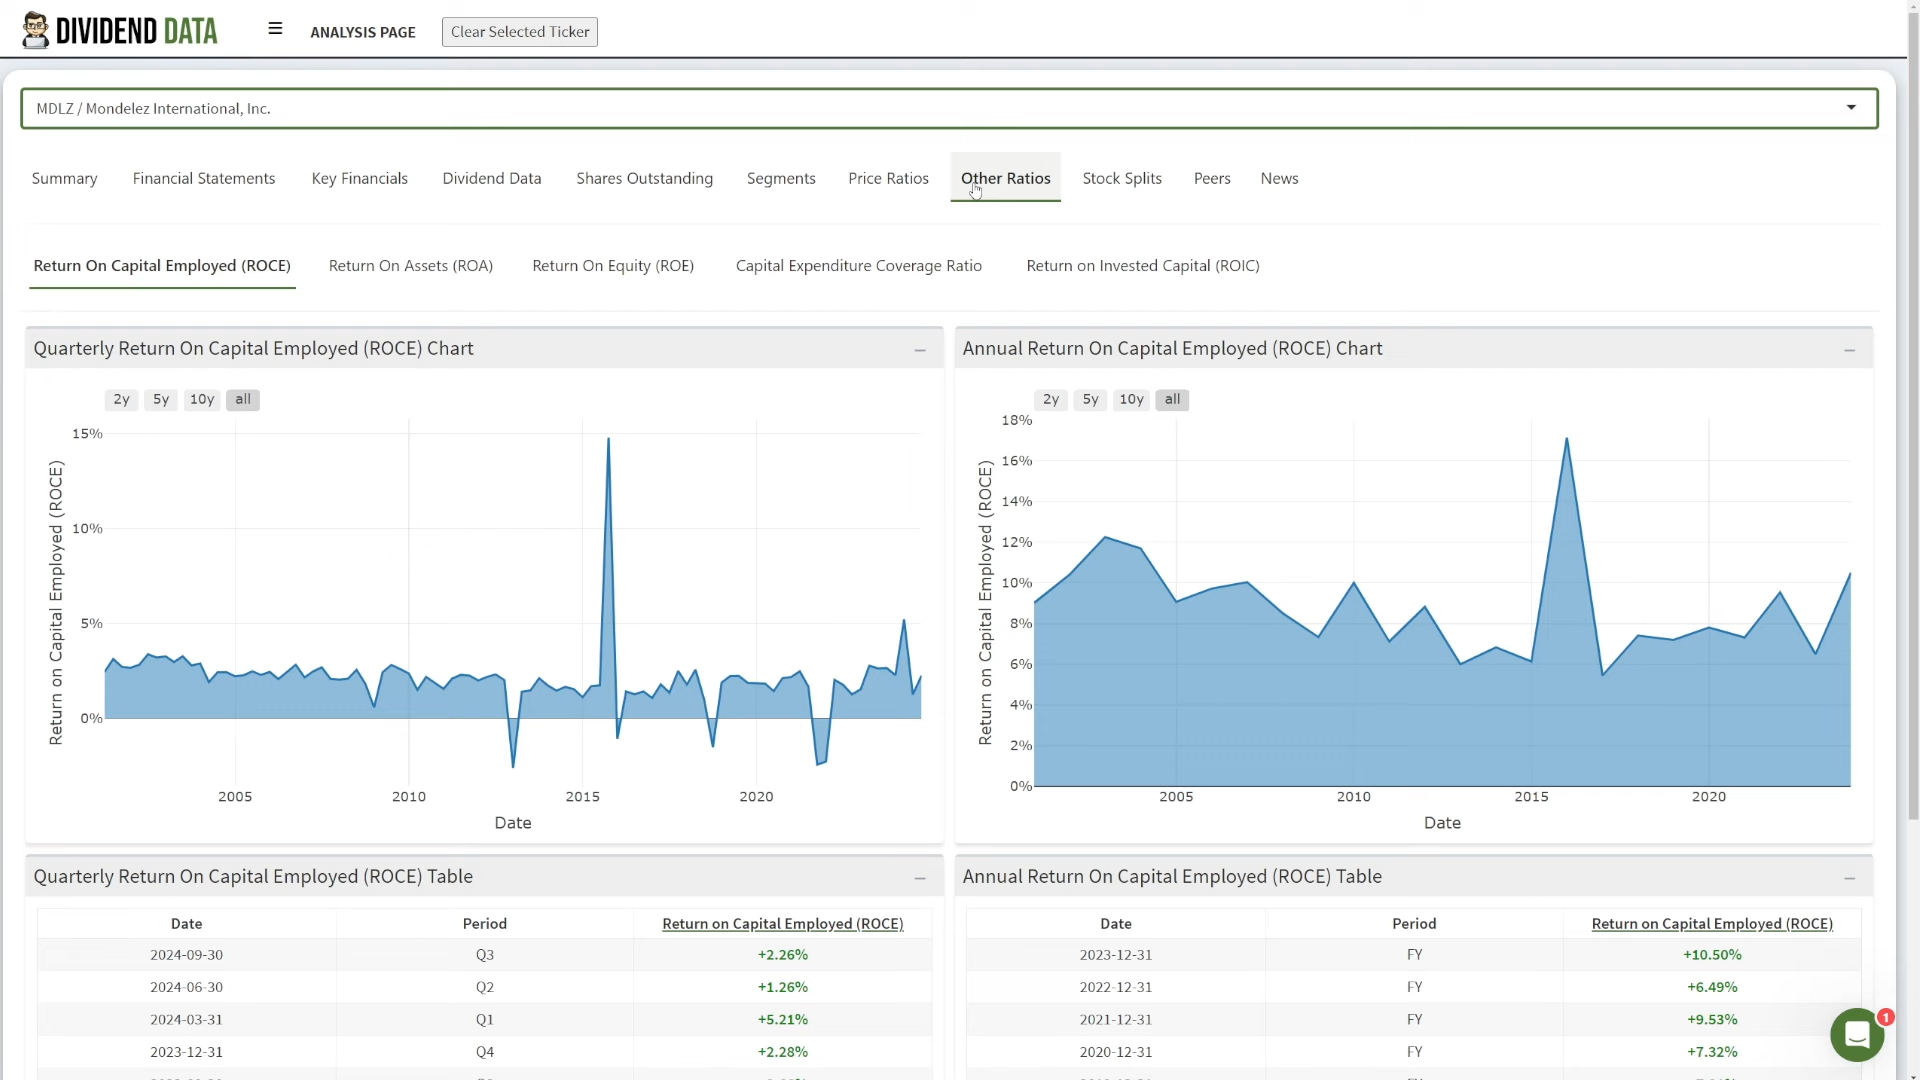 DIVIDEND DATA
ANALYSIS PAGE
Clear Selected Ticker
MDLZ / Mondelez International, Inc.
Summary
Financial Statements
Key Financials
Dividend Data
Shares Outstanding
Segments
Price Ratios
Other Ratios
Stock Splits
Peers
News
Return On Capital Employed (ROCE)
Return On Assets (ROA)
Return On Equity (ROE)
Capital Expenditure Coverage Ratio
Return on Invested Capital (ROIC)
Quarterly Return On Capital Employed (ROCE) Chart
2y 5y 10y all
15%
10%
5%
0%
Return on Capital Employed (ROCE)
2005 2010 2015 2020
Date
Annual Return On Capital Employed (ROCE) Chart
2y 5y 10y all
18%
16%
14%
12%
10%
8%
6%
4%
2%
0%
Return on Capital Employed (ROCE)
2005 2010 2015 2020
Date
Quarterly Return On Capital Employed (ROCE) Table
Date Period Return on Capital Employed (ROCE)
2024-09-30 Q3 +2.26%
2024-06-30 Q2 +1.26%
2024-03-31 Q1 +5.21%
2023-12-31 Q4 +2.28%
Annual Return On Capital Employed (ROCE) Table
Date Period Return on Capital Employed (ROCE)
2023-12-31 FY +10.50%
2022-12-31 FY +6.49%
2021-12-31 FY +9.53%
2020-12-31 FY +7.32%
1